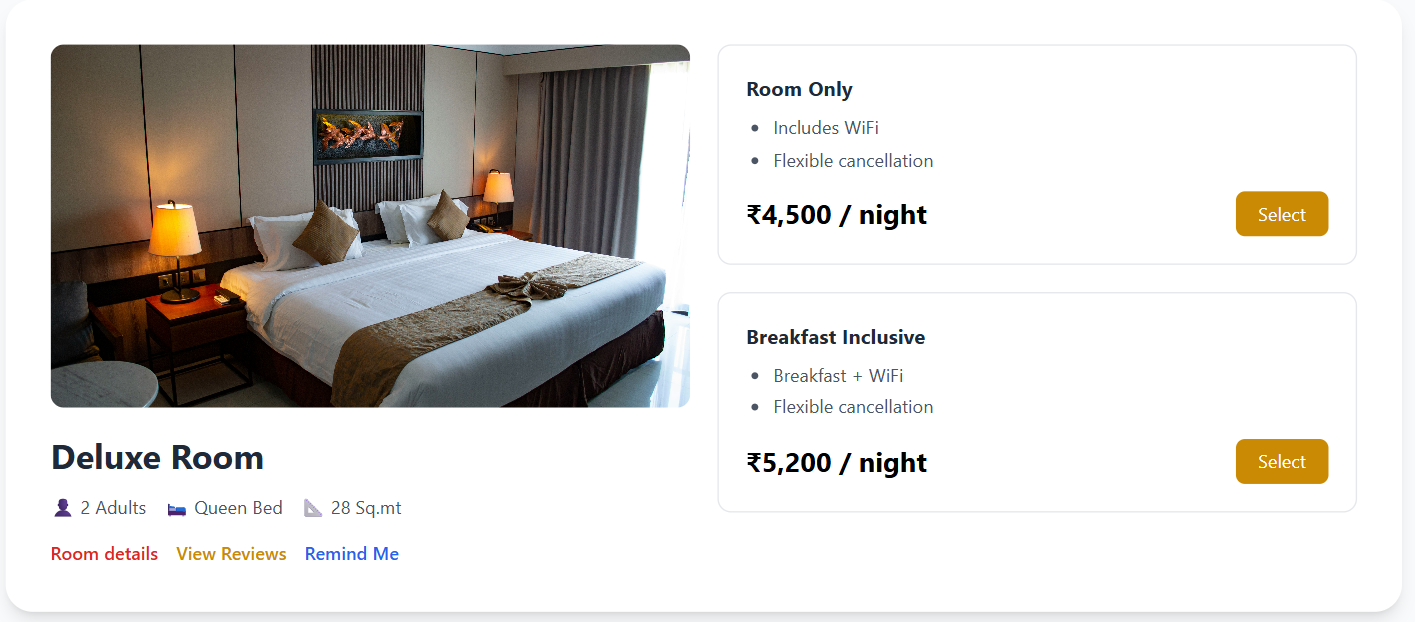 Deluxe Room
2 Adults Queen Bed 28 Sq.mt
Room details View Reviews Remind Me
Room Only
Includes WiFi
Flexible cancellation
₹4,500 / night
Select
Breakfast Inclusive
Breakfast + WiFi
Flexible cancellation
₹5,200 / night
Select